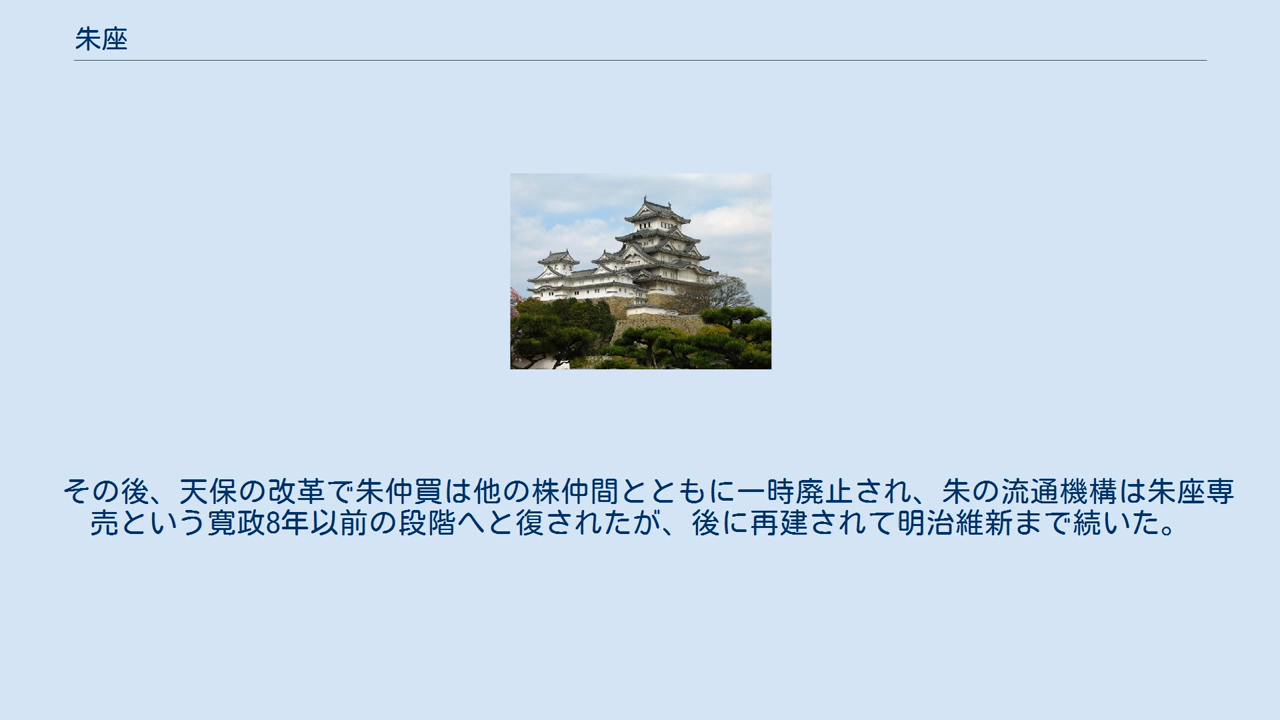 朱座
その後、天保の改革で朱仲買は他の株仲間とともに一時廃止され、朱の流通機構は朱座専
売という寛政8年以前の段階へと復されたが、後に再建されて明治維新まで続いた。